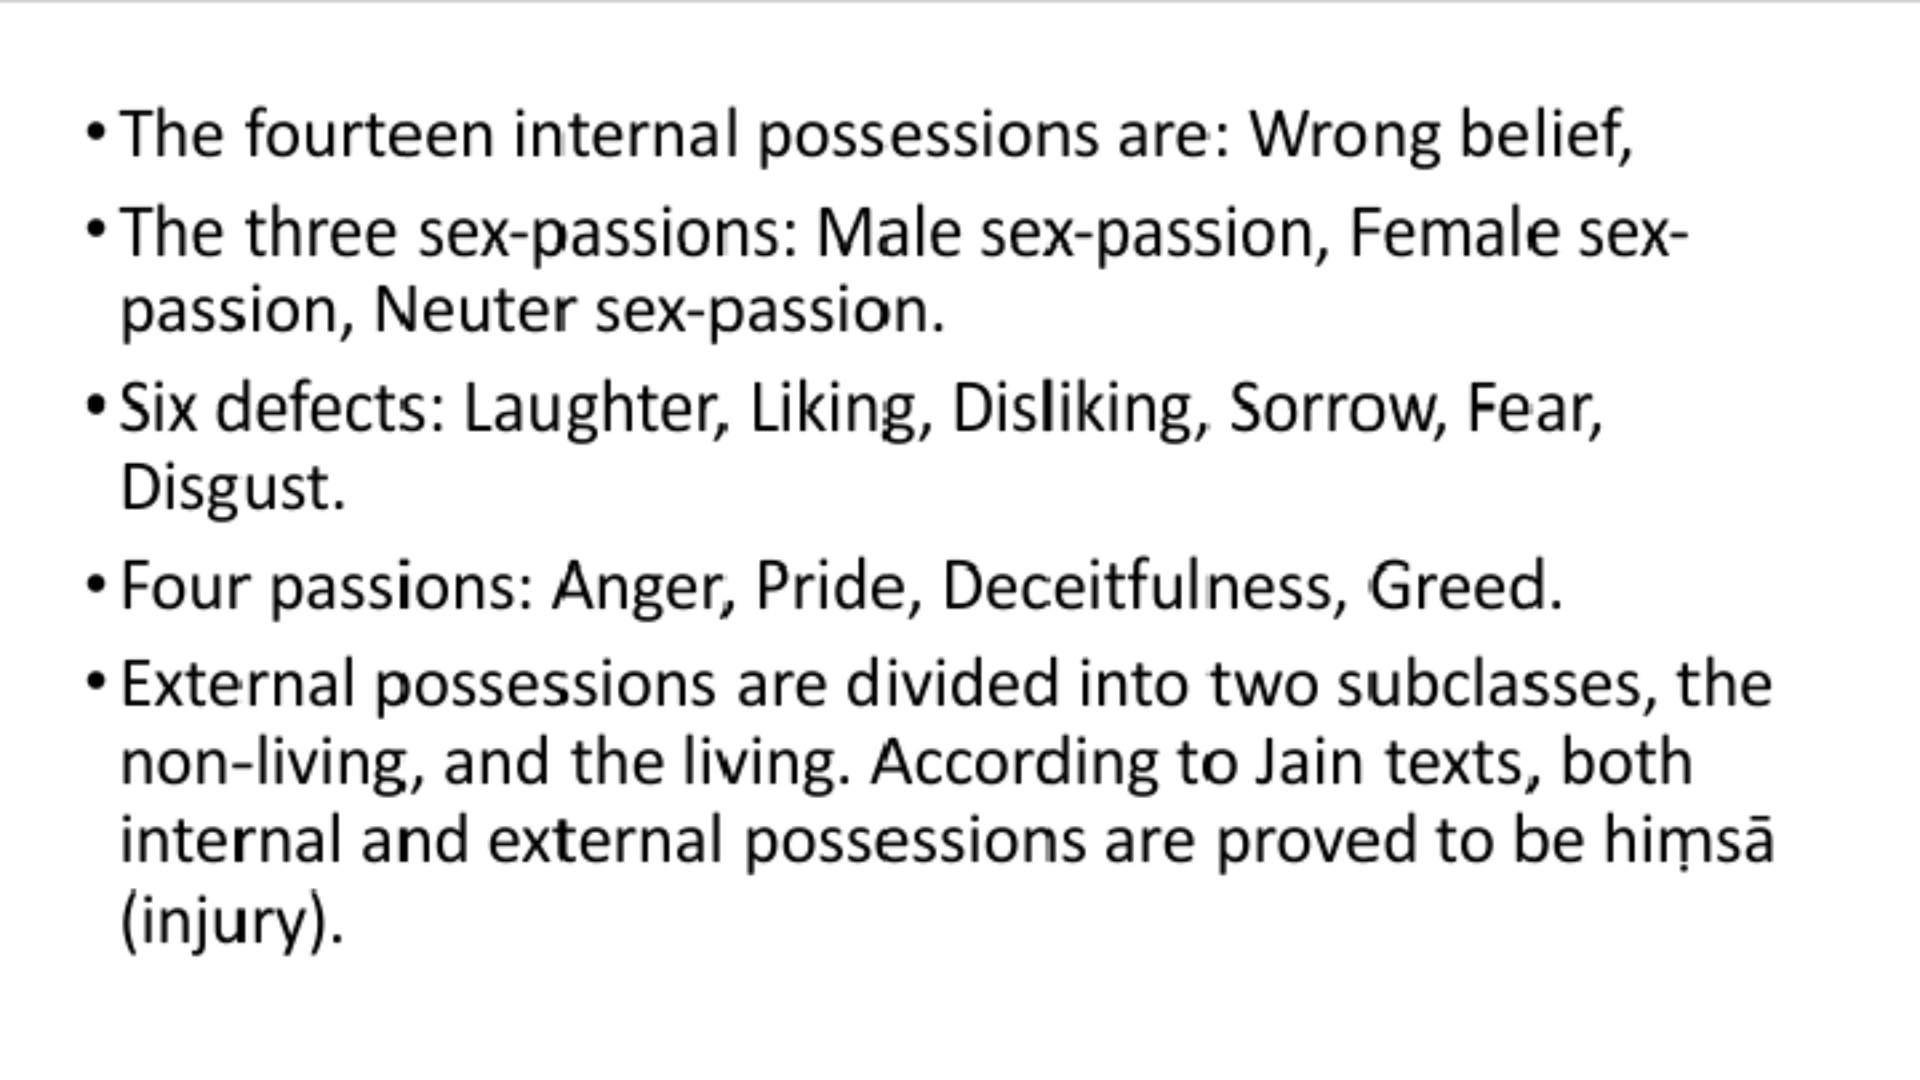 • The fourteen internal possessions are: Wrong belief,
• The three sex-passions: Male sex-passion, Female sex-
passion, Neuter sex-passion.
• Six defects: Laughter, Liking, Disliking, Sorrow, Fear,
Disgust.
• Four passions: Anger, Pride, Deceitfulness, Greed.
• External possessions are divided into two subclasses, the
non-living, and the living. According to Jain texts, both
internal and external possessions are proved to be hiṃsā
(injury).